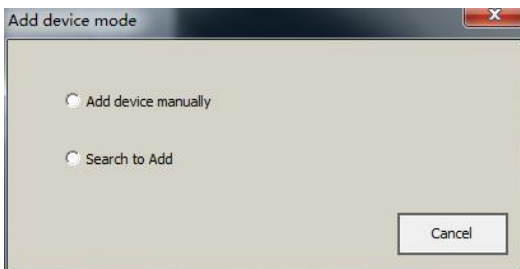 Add device mode
Add device manually
Search to Add
Cancel